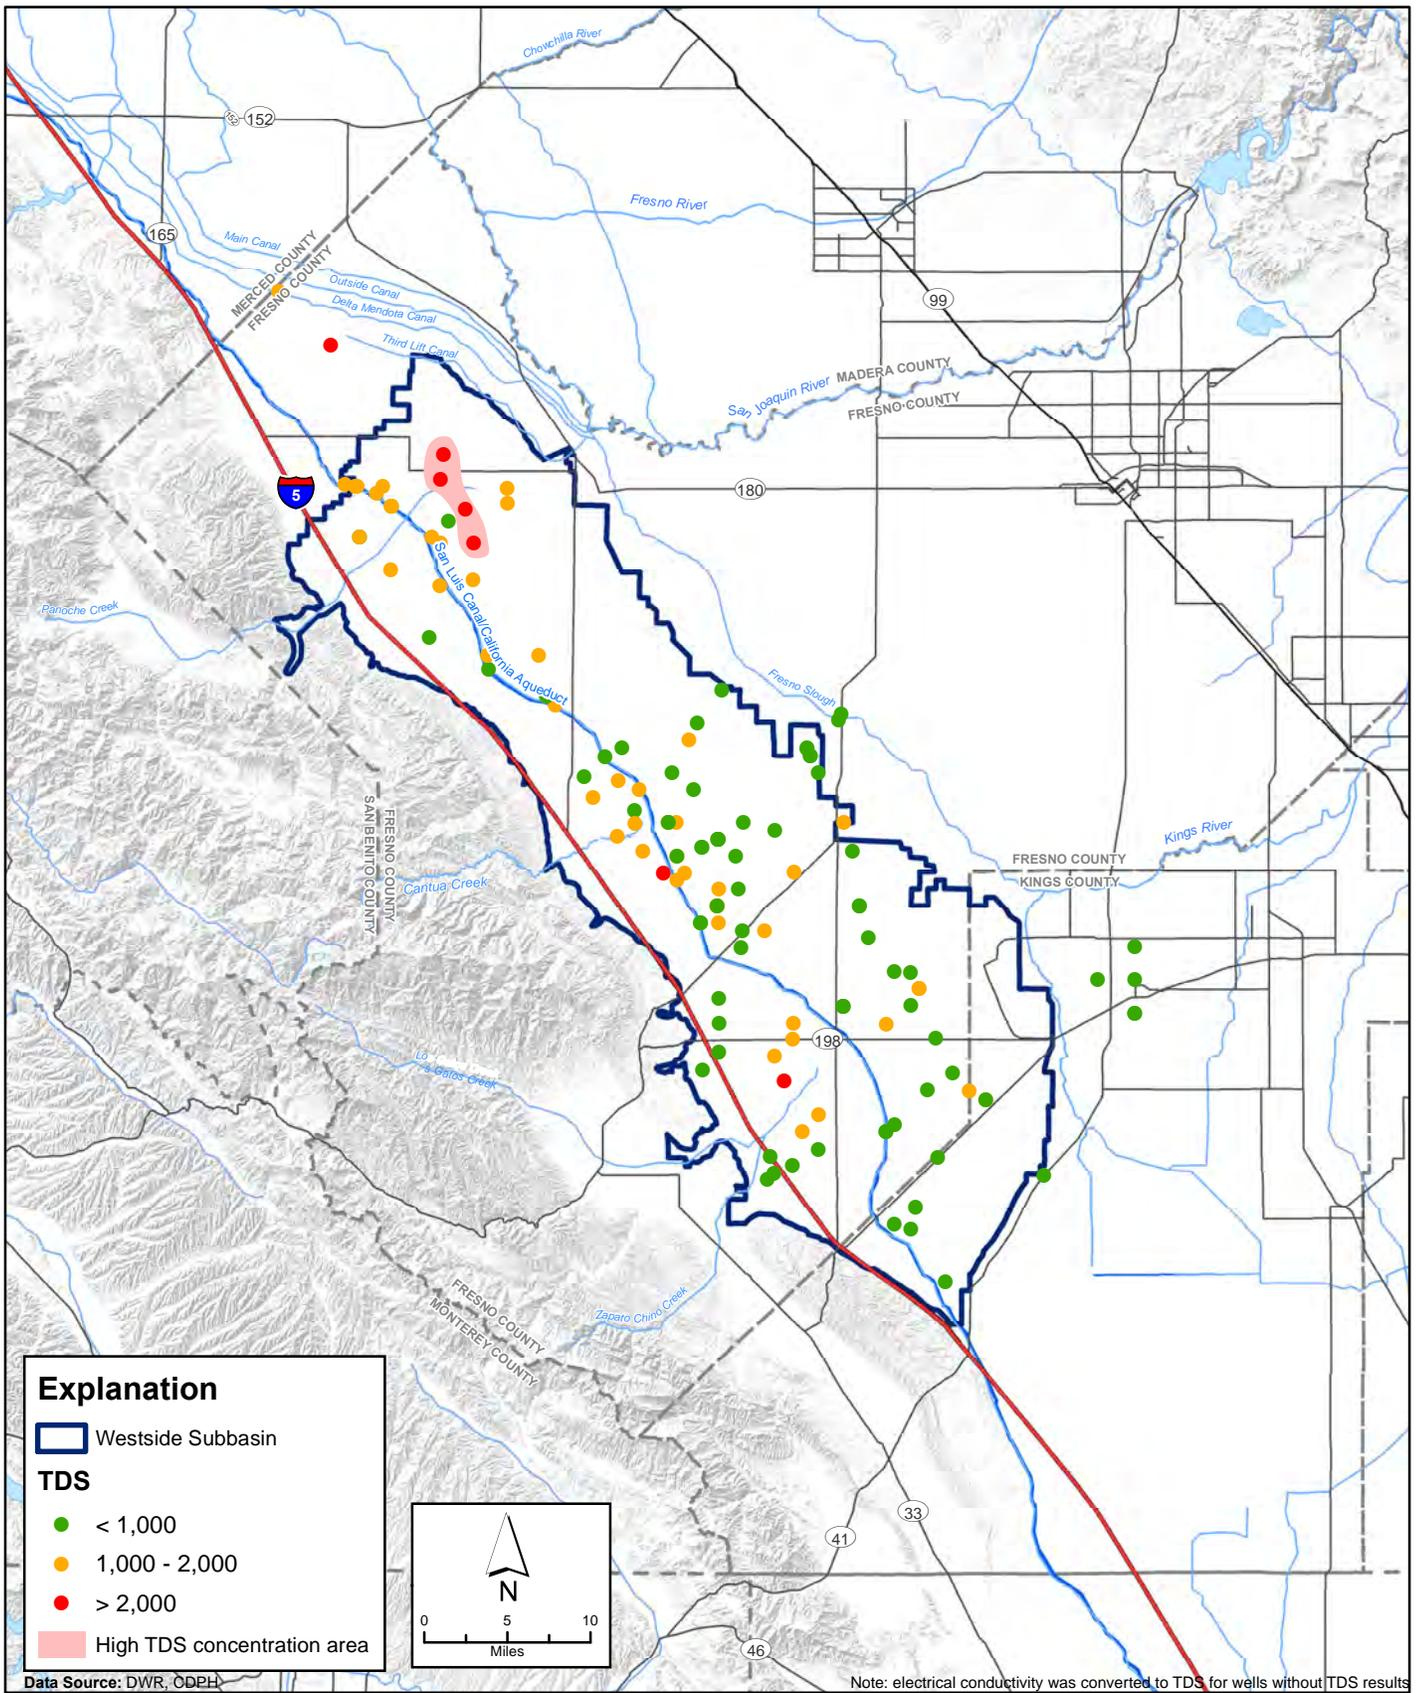 Chowchilla River
152
152
Fresno River
165
Main Canal
MERCED COUNTY
FRESNO COUNTY
Outside Canal
Delta Mendota Canal
99
Third Lift Canal
San Joaquin River
MADERA COUNTY
FRESNO COUNTY
5
180
San Luis Canal/California Aqueduct
Panoche Creek
Fresno Slough
FRESNO COUNTY
SAN BENITO COUNTY
Kings River
FRESNO COUNTY
KINGS COUNTY
Cantua Creek
198
Lo
s Gatos Creek
FRESNO COUNTY
MONTEREY COUNTY
Zapato Chino Creek
Explanation
Westside Subbasin
TDS
< 1,000
1,000 - 2,000
> 2,000
High TDS concentration area
N
0 5 10
Miles
33
41
46
Data Source: DWR, CDPH
Note: electrical conductivity was converted to TDS for wells without TDS results